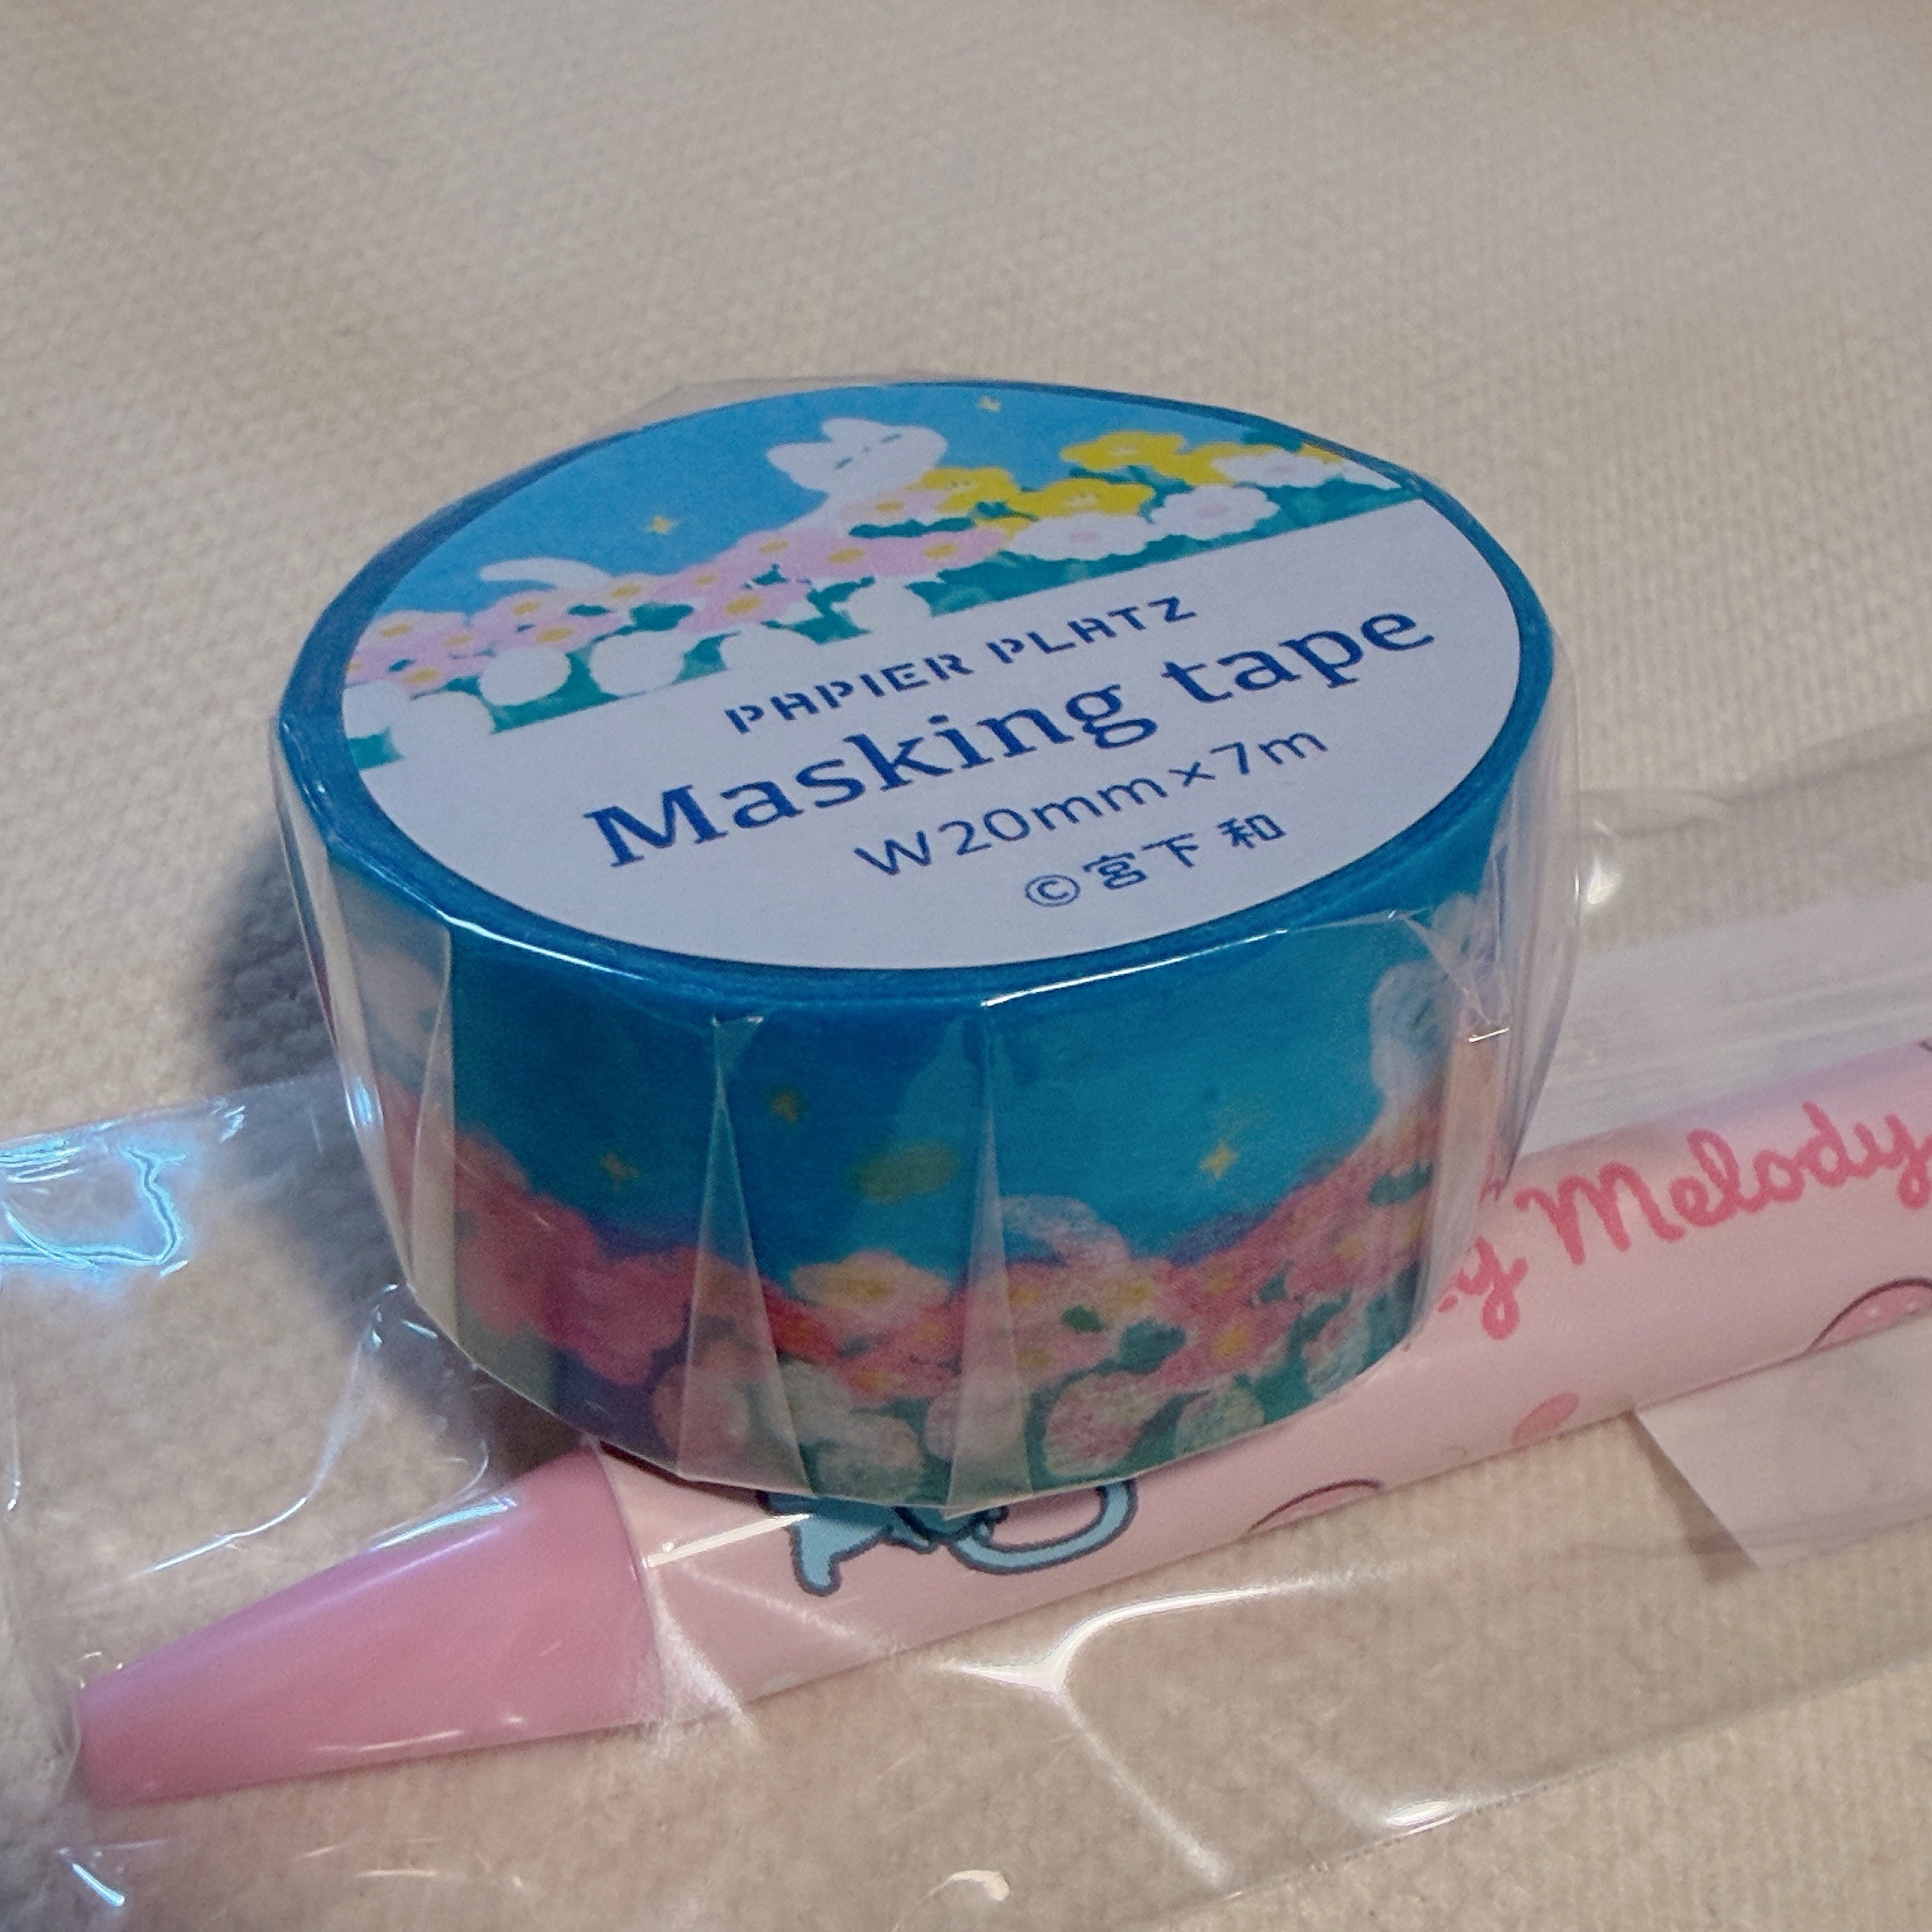 PAPIER PLATZ
Masking tape
W20mm×7m
©宮下 和
Melody